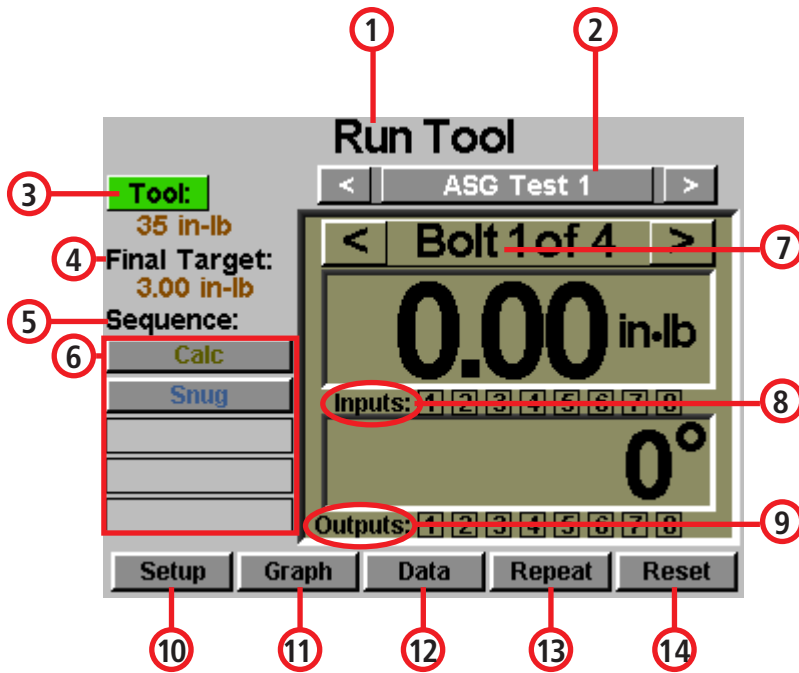 1
2
Run Tool
3
Tool:
< ASG Test 1 >
35 in-lb
4
Final Target:
3.00 in-lb
< Bolt 1 of 4 >
7
5
Sequence:
0.00 in•lb
6
Calc
Snug
Inputs: 1 2 3 4 5 6 7 8
8
0°
Outputs: 1 2 3 4 5 6 7 8
9
Setup Graph Data Repeat Reset
10 11 12 13 14